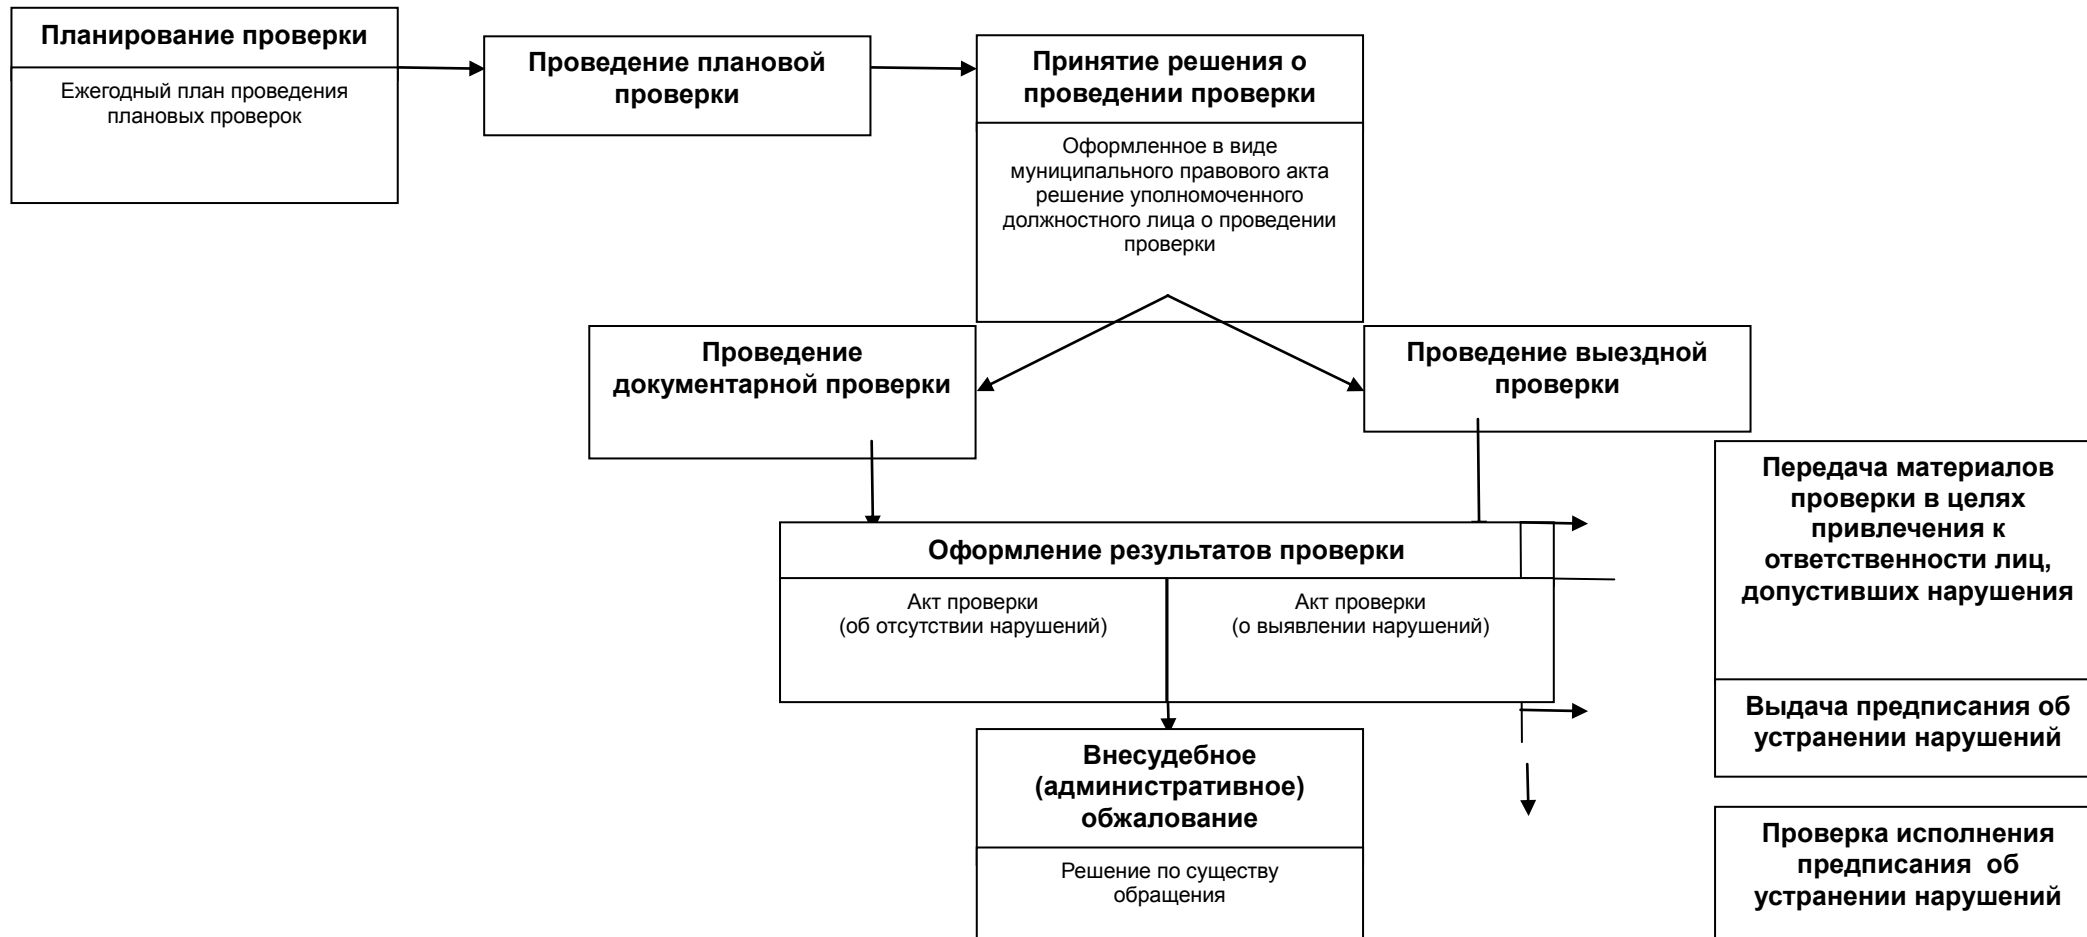 Планирование проверки
Ежегодный план проведения
плановых проверок
Проведение плановой
проверки
Принятие решения о
проведении проверки
Оформленное в виде
муниципального правового акта
решение уполномоченного
должностного лица о проведении
проверки
Проведение
документарной проверки
Проведение выездной
проверки
Передача материалов
проверки в целях
привлечения к
ответственности лиц,
допустивших нарушения
Оформление результатов проверки
Акт проверки
(об отсутствии нарушений)
Акт проверки
(о выявлении нарушений)
Выдача предписания об
устранении нарушений
Внесудебное
(административное)
обжалование
Решение по существу
обращения
Проверка исполнения
предписания  об
устранении нарушений